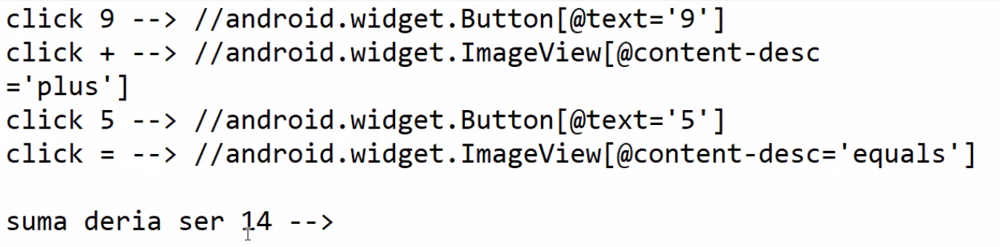 click 9 --> //android.widget.Button[@text='9']
click + --> //android.widget.ImageView[@content-desc
='plus']
click 5 --> //android.widget.Button[@text='5']
click = --> //android.widget.ImageView[@content-desc='equals']
suma deria ser 14 -->